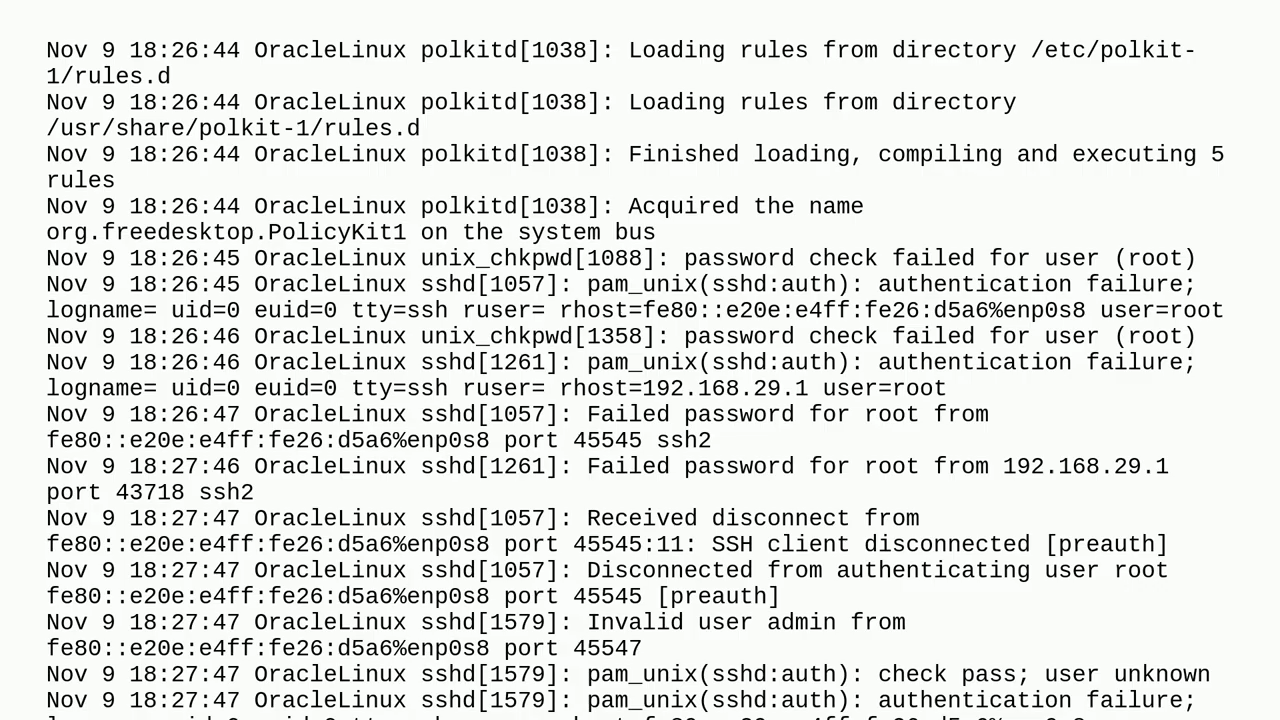 Nov 9 18:26:44 OracleLinux polkitd[1038]: Loading rules from directory /etc/polkit-
1/rules.d
Nov 9 18:26:44 OracleLinux polkitd[1038]: Loading rules from directory
/usr/share/polkit-1/rules.d
Nov 9 18:26:44 OracleLinux polkitd[1038]: Finished loading, compiling and executing 5
rules
Nov 9 18:26:44 OracleLinux polkitd[1038]: Acquired the name
org.freedesktop.PolicyKit1 on the system bus
Nov 9 18:26:45 OracleLinux unix_chkpwd[1088]: password check failed for user (root)
Nov 9 18:26:45 OracleLinux sshd[1057]: pam_unix(sshd:auth): authentication failure;
logname= uid=0 euid=0 tty=ssh ruser= rhost=fe80::e20e:e4ff:fe26:d5a6%enp0s8 user=root
Nov 9 18:26:46 OracleLinux unix_chkpwd[1358]: password check failed for user (root)
Nov 9 18:26:46 OracleLinux sshd[1261]: pam_unix(sshd:auth): authentication failure;
logname= uid=0 euid=0 tty=ssh ruser= rhost=192.168.29.1 user=root
Nov 9 18:26:47 OracleLinux sshd[1057]: Failed password for root from
fe80::e20e:e4ff:fe26:d5a6%enp0s8 port 45545 ssh2
Nov 9 18:27:46 OracleLinux sshd[1261]: Failed password for root from 192.168.29.1
port 43718 ssh2
Nov 9 18:27:47 OracleLinux sshd[1057]: Received disconnect from
fe80::e20e:e4ff:fe26:d5a6%enp0s8 port 45545:11: SSH client disconnected [preauth]
Nov 9 18:27:47 OracleLinux sshd[1057]: Disconnected from authenticating user root
fe80::e20e:e4ff:fe26:d5a6%enp0s8 port 45545 [preauth]
Nov 9 18:27:47 OracleLinux sshd[1579]: Invalid user admin from
fe80::e20e:e4ff:fe26:d5a6%enp0s8 port 45547
Nov 9 18:27:47 OracleLinux sshd[1579]: pam_unix(sshd:auth): check pass; user unknown
Nov 9 18:27:47 OracleLinux sshd[1579]: pam_unix(sshd:auth): authentication failure;